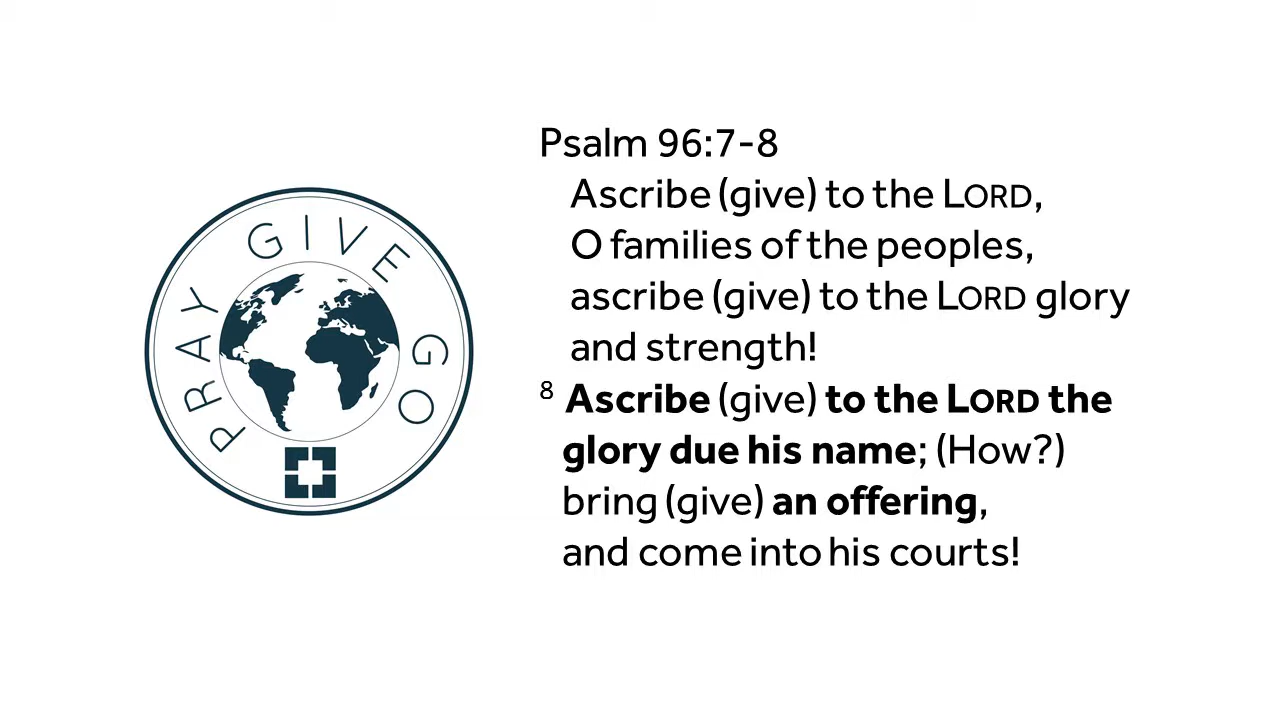 PRAY GIVE GO
Psalm 96:7-8
Ascribe (give) to the LORD,
O families of the peoples,
ascribe (give) to the LORD glory
and strength!
8 Ascribe (give) to the LORD the
glory due his name; (How?)
bring (give) an offering,
and come into his courts!